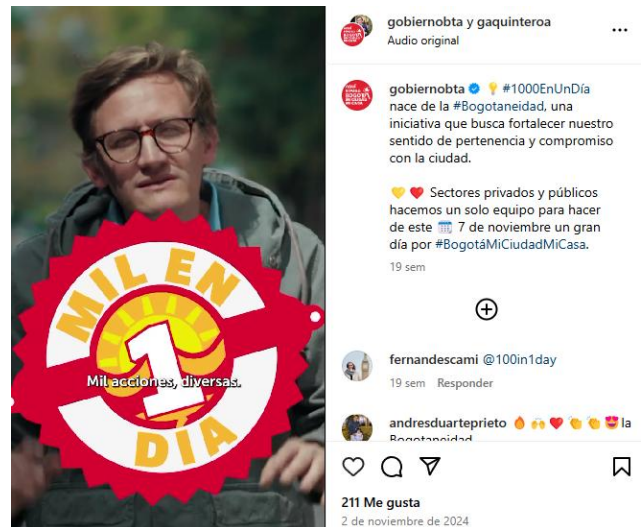 MIL EN
1
Mil acciones, diversas.
DÍA
gobiernobta y gaquinteroa
Audio original
gobiernobta #1000EnUnDía
nace de la #Bogotaneidad, una
iniciativa que busca fortalecer nuestro
sentido de pertenencia y compromiso
con la ciudad.
Sectores privados y públicos
hacemos un solo equipo para hacer
de este 7 de noviembre un gran
día por #BogotáMiCiudadMiCasa.
19 sem
fernandescami @100in1day
19 sem Responder
andresduarteprieto la
Bogotaneidad
211 Me gusta
2 de noviembre de 2024